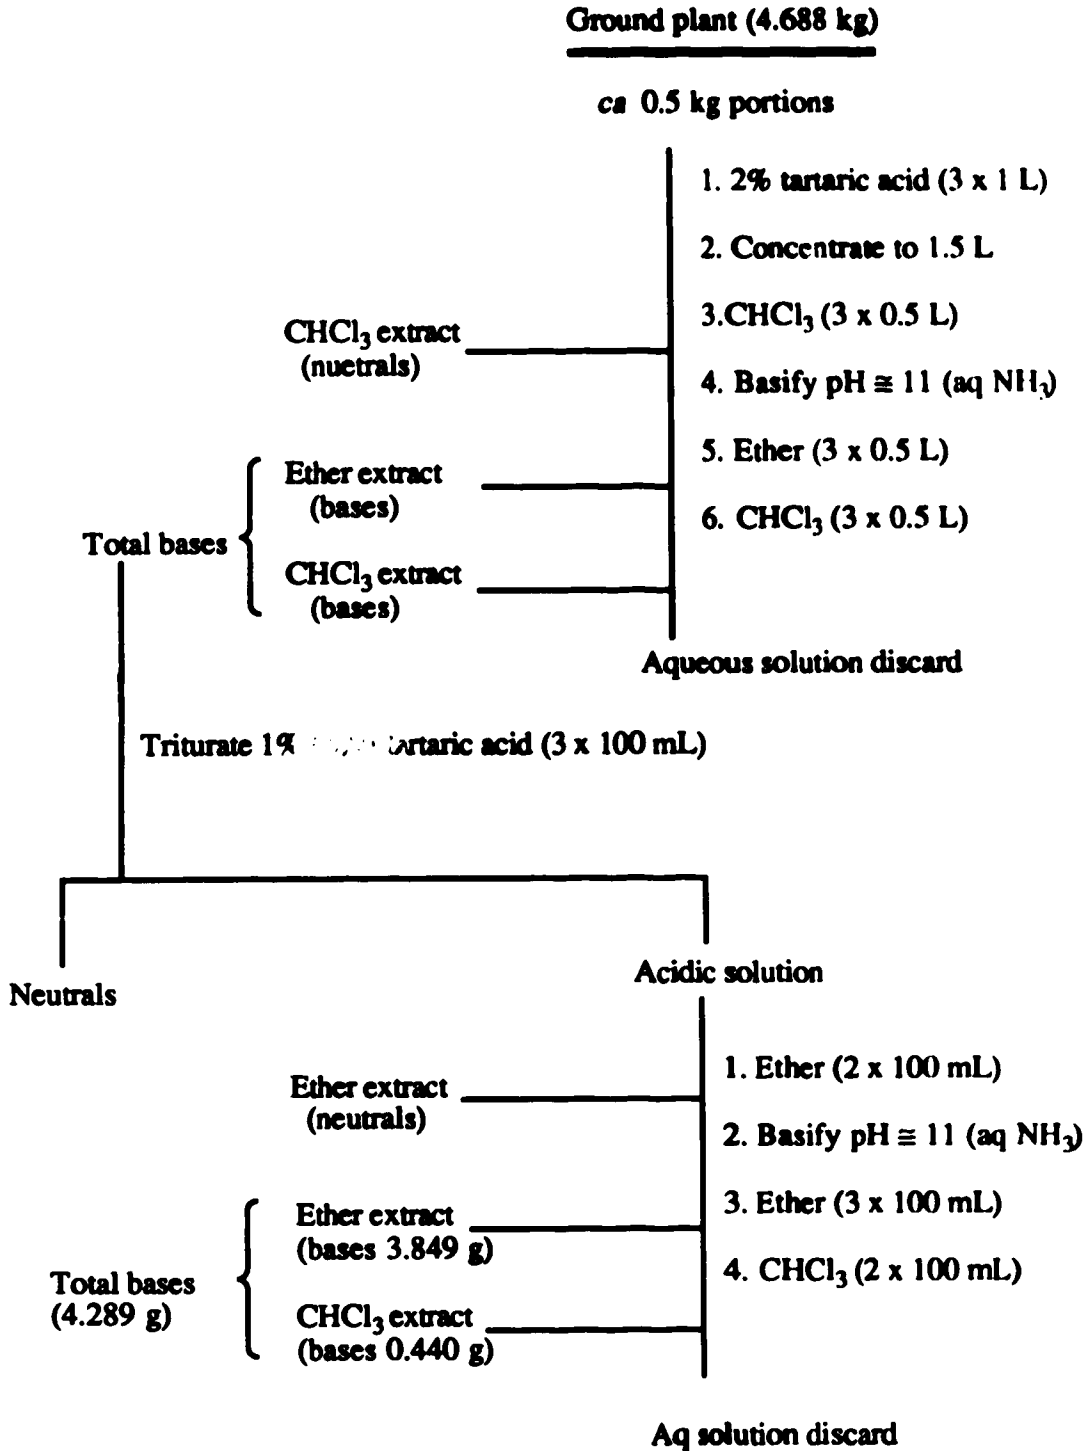 Ground plant (4.688 kg)
ca 0.5 kg portions
1. 2% tartaric acid (3 x 1 L)
2. Concentrate to 1.5 L
3.CHCl₃ (3 x 0.5 L)
CHCl₃ extract
(nuetrals)
4. Basify pH ≅ 11 (aq NH₃)
5. Ether (3 x 0.5 L)
Ether extract
(bases)
6. CHCl₃ (3 x 0.5 L)
Total bases
CHCl₃ extract
(bases)
Aqueous solution discard
Triturate 1% tartaric acid (3 x 100 mL)
Neutrals
Acidic solution
1. Ether (2 x 100 mL)
Ether extract
(neutrals)
2. Basify pH ≅ 11 (aq NH₃)
3. Ether (3 x 100 mL)
Ether extract
(bases 3.849 g)
4. CHCl₃ (2 x 100 mL)
Total bases
(4.289 g)
CHCl₃ extract
(bases 0.440 g)
Aq solution discard